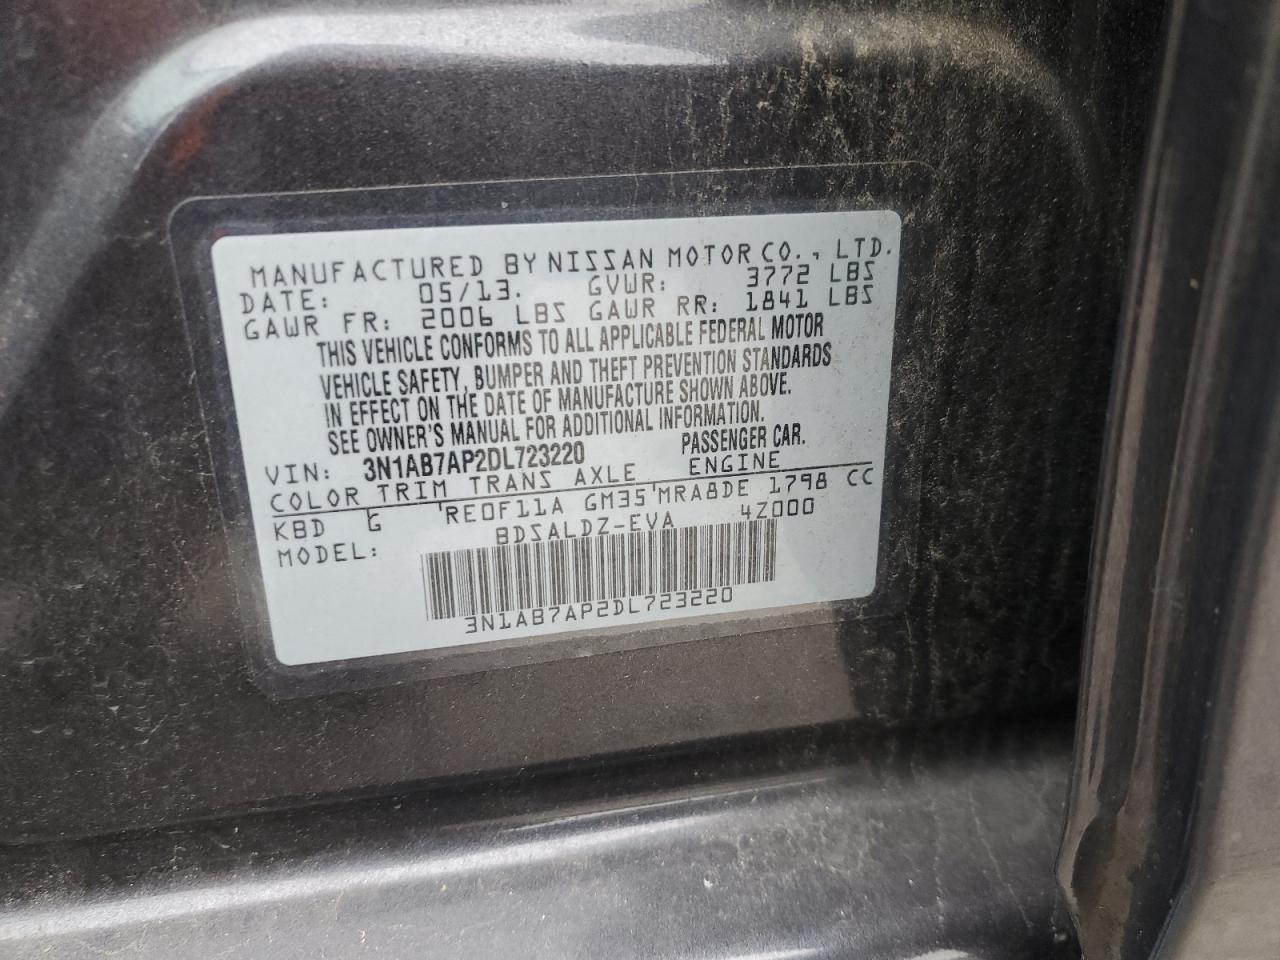 MANUFACTURED BY NISSAN MOTOR CO., LTD.
DATE: 05/13. GVWR: 3772 LBS
GAWR FR: 2006 LBS GAWR RR: 1841 LBS
THIS VEHICLE CONFORMS TO ALL APPLICABLE FEDERAL MOTOR
VEHICLE SAFETY, BUMPER AND THEFT PREVENTION STANDARDS
IN EFFECT ON THE DATE OF MANUFACTURE SHOWN ABOVE.
SEE OWNER'S MANUAL FOR ADDITIONAL INFORMATION.
VIN: 3N1AB7AP2DL723220 PASSENGER CAR.
COLOR TRIM TRANS AXLE ENGINE
KBD G RE0F11A GM35 MRA8DE 1798 CC
MODEL: BDSALDZ-EVA 4Z000
3N1AB7AP2DL723220